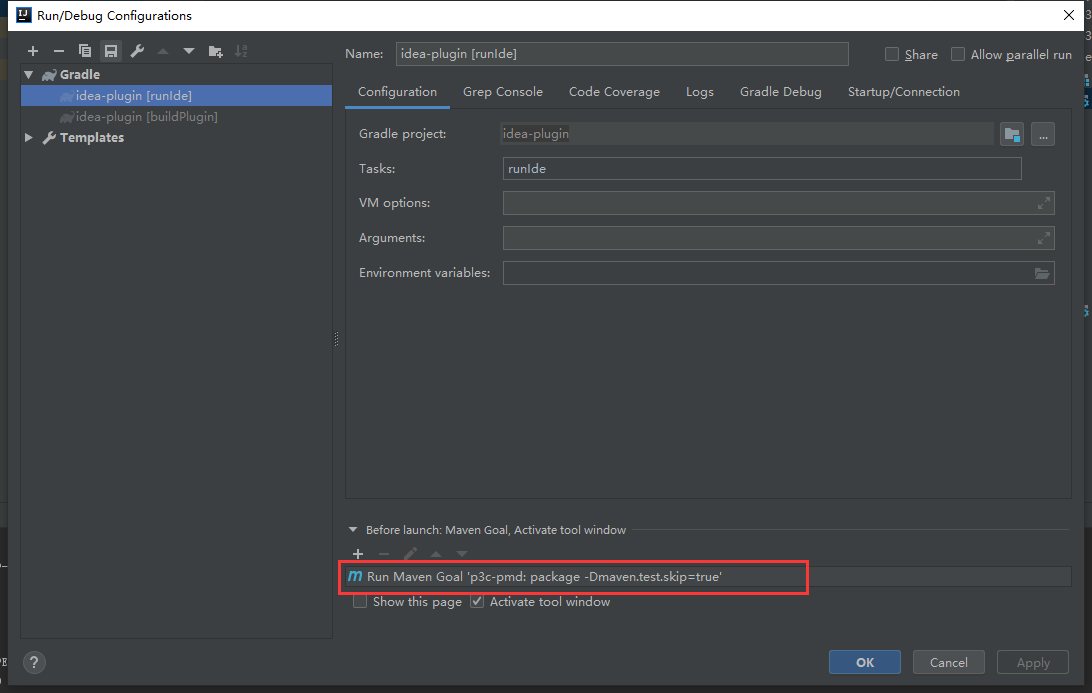 Run/Debug Configurations
Name:
idea-plugin [runIde]
Share
Allow parallel run
Gradle
idea-plugin [runIde]
idea-plugin [buildPlugin]
Templates
Configuration
Grep Console
Code Coverage
Logs
Gradle Debug
Startup/Connection
Gradle project:
idea-plugin
...
Tasks:
runIde
VM options:
Arguments:
Environment variables:
Before launch: Maven Goal, Activate tool window
Run Maven Goal 'p3c-pmd: package -Dmaven.test.skip=true'
Show this page
Activate tool window
?
OK
Cancel
Apply